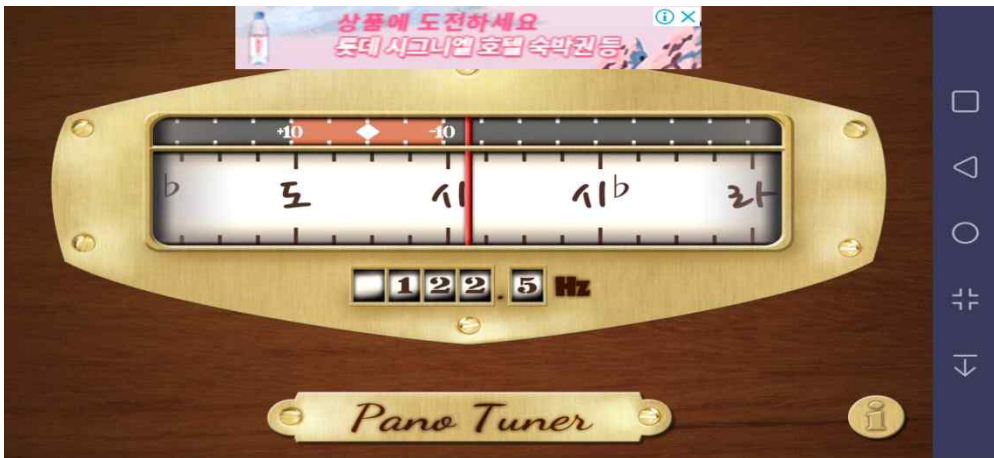 상품에 도전하세요
롯데 시그니엘 호텔 숙박권 등
+10 -10
b 도 시 시b 라
122.5 Hz
Pano Tuner
i